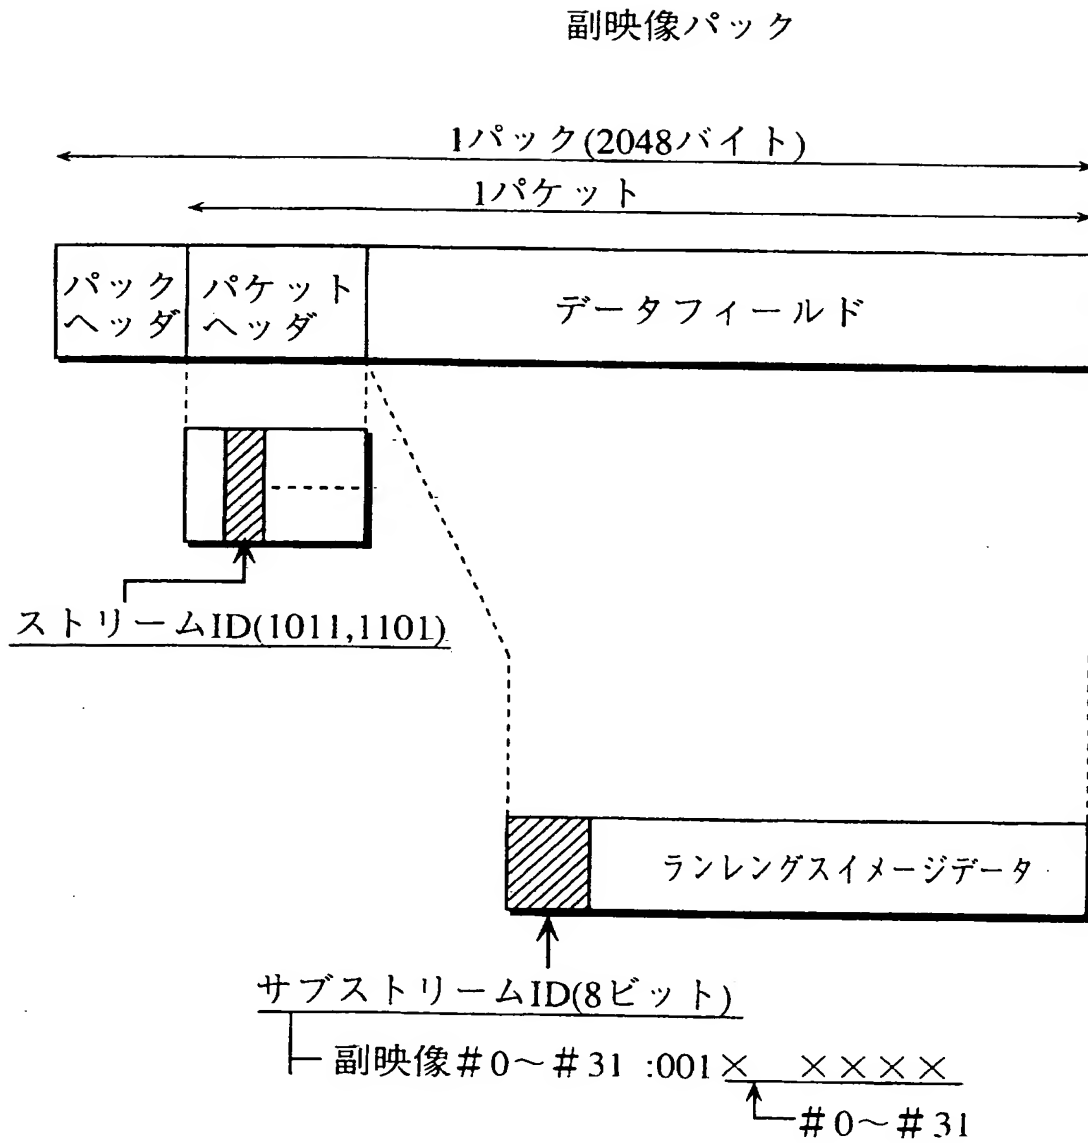 副映像パック
1パック(2048バイト)
1パケット
パック
ヘッダ
パケット
ヘッダ
データフィールド
ストリームID(1011,1101)
ランレングスイメージデータ
サブストリームID(8ビット)
副映像#0〜#31 :001× ××××
#0〜#31